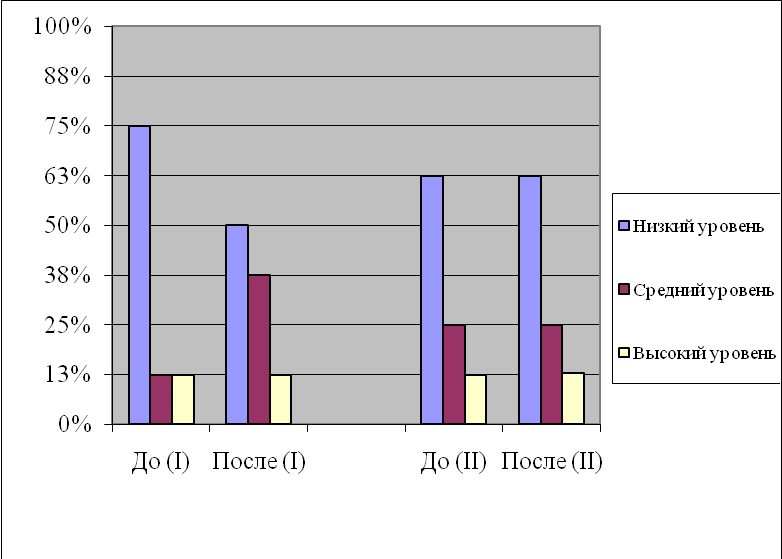 100%
88%
75%
63%
50%
38%
25%
13%
0%
До (I) После (I) До (II) После (II)
Низкий уровень
Средний уровень
Высокий уровень